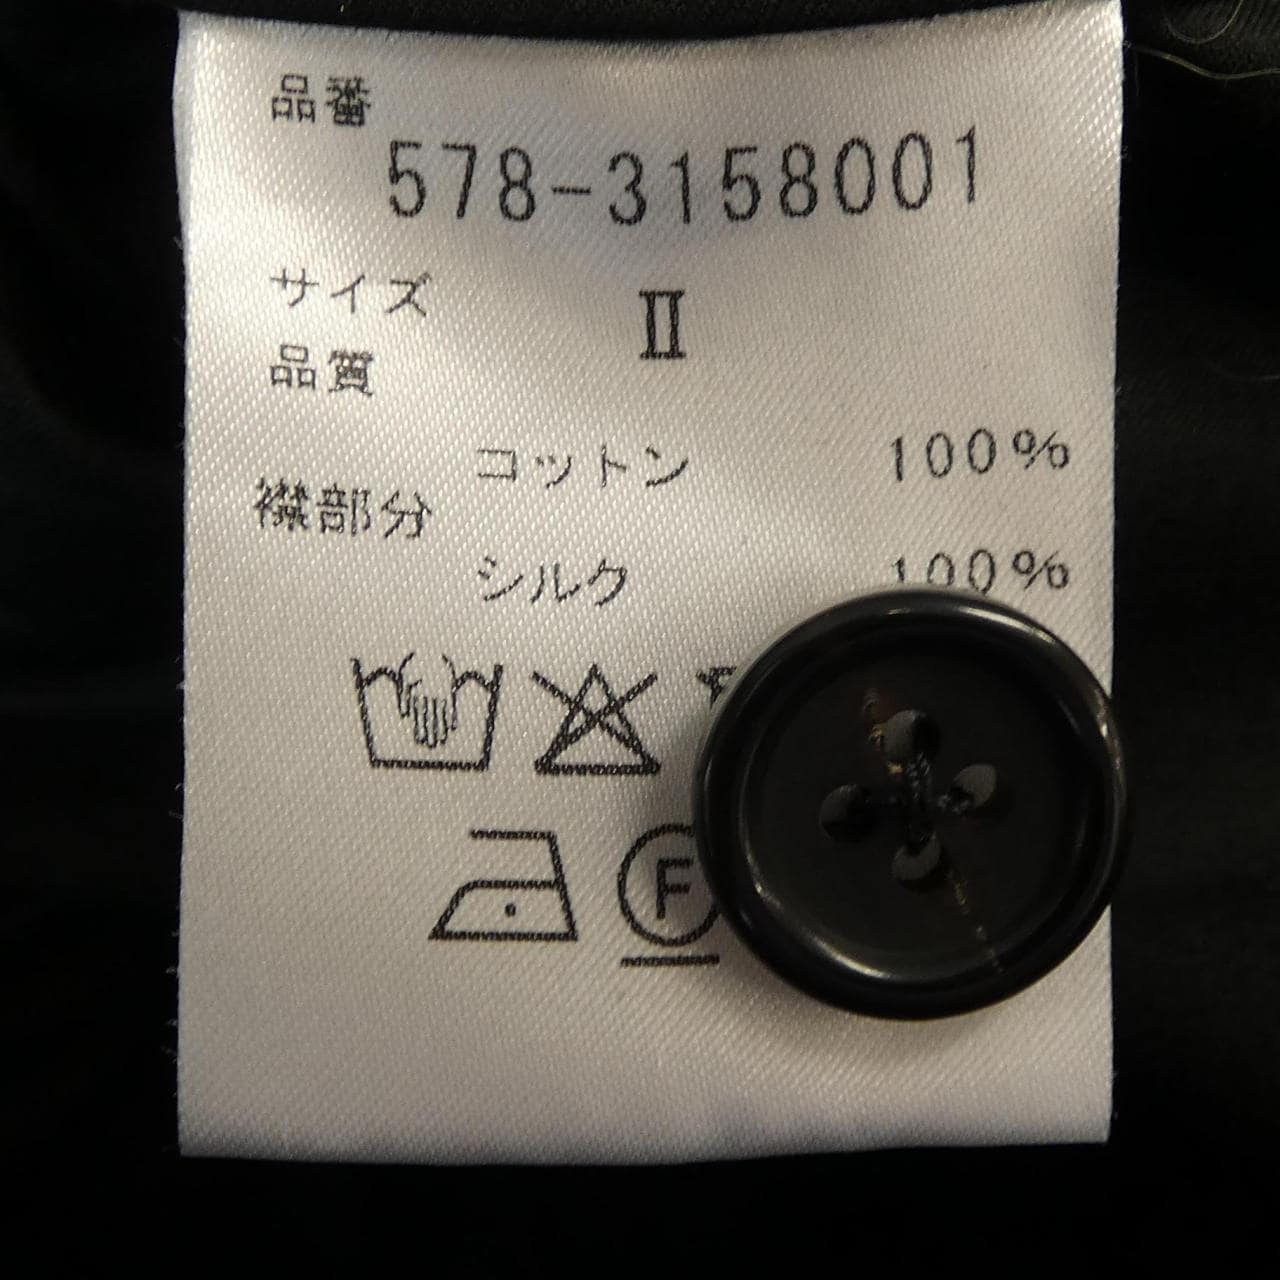 品番
578-3158001
サイズ Ⅱ
品質
コットン 100%
襟部分
シルク 100%
F